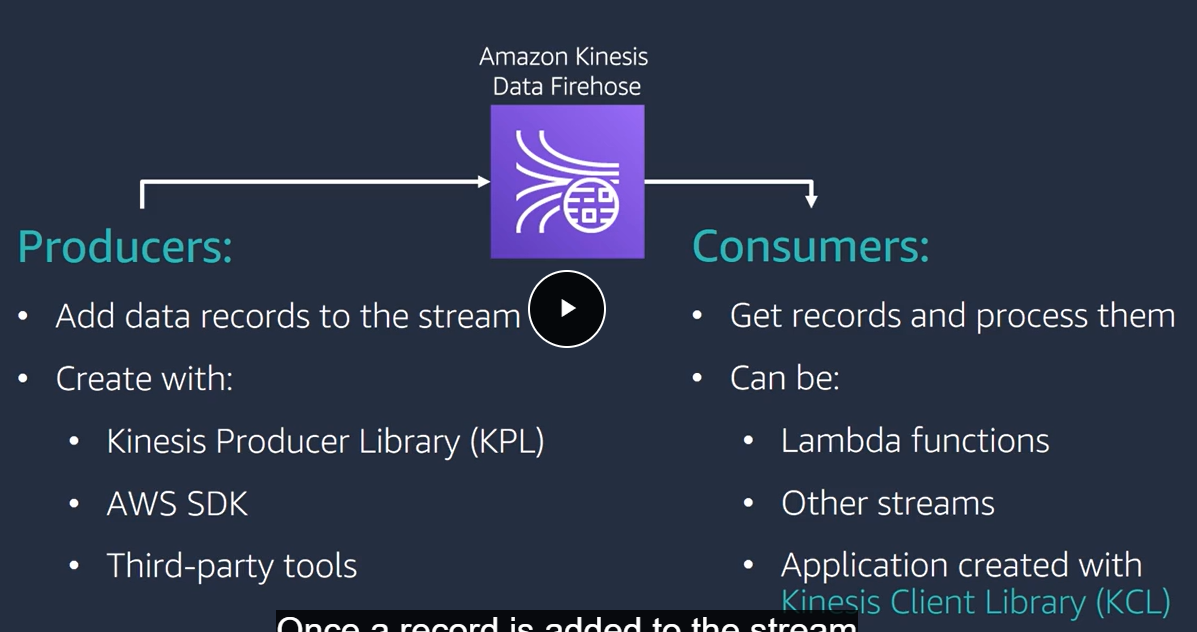 Amazon Kinesis
Data Firehose
Producers:
• Add data records to the stream
• Create with:
• Kinesis Producer Library (KPL)
• AWS SDK
• Third-party tools
Consumers:
• Get records and process them
• Can be:
• Lambda functions
• Other streams
• Application created with
Kinesis Client Library (KCL)
Once a record is added to the stream